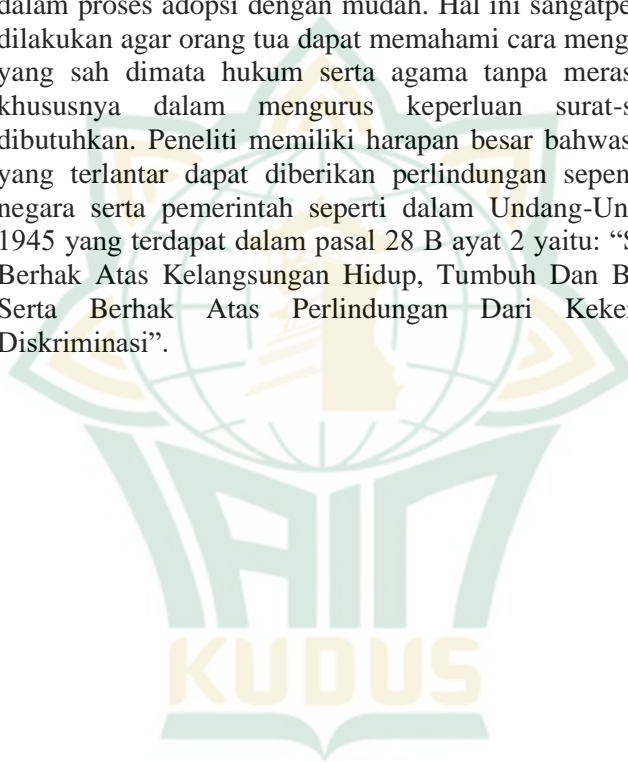 dalam proses adopsi dengan mudah. Hal ini sangatpe
dilakukan agar orang tua dapat memahami cara meng
yang sah dimata hukum serta agama tanpa meras
khususnya dalam mengurus keperluan surat-s
dibutuhkan. Peneliti memiliki harapan besar bahwas
yang terlantar dapat diberikan perlindungan sepen
negara serta pemerintah seperti dalam Undang-Un
1945 yang terdapat dalam pasal 28 B ayat 2 yaitu: “S
Berhak Atas Kelangsungan Hidup, Tumbuh Dan B
Serta Berhak Atas Perlindungan Dari Keke
Diskriminasi”.
IAIN
KUDUS